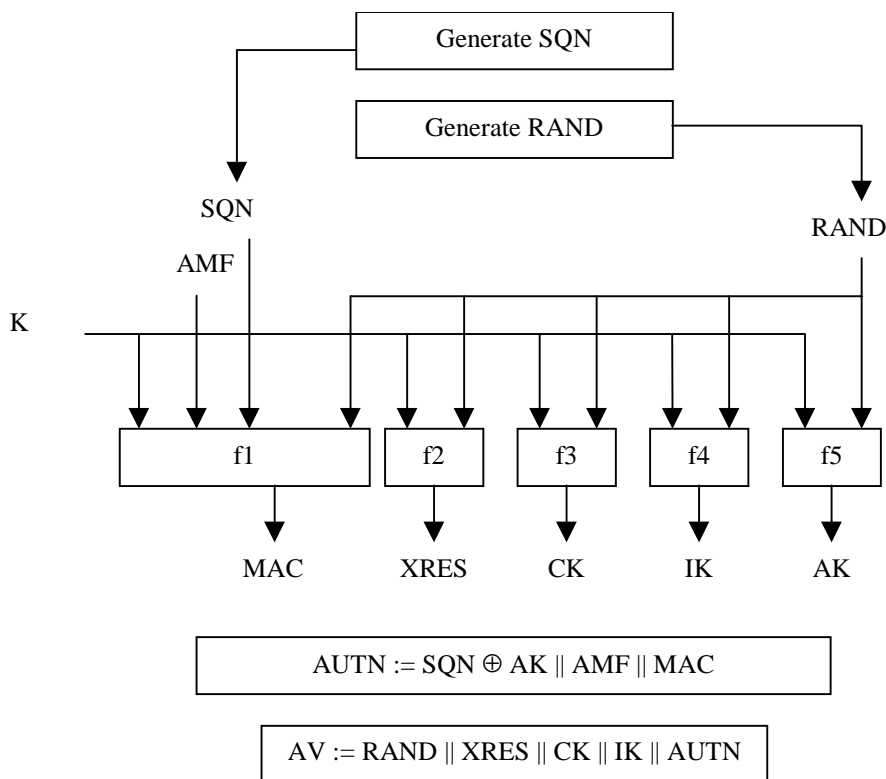 Generate SQN
Generate RAND
SQN
RAND
AMF
K
f1 f2 f3 f4 f5
MAC XRES CK IK AK
AUTN := SQN ⊕ AK || AMF || MAC
AV := RAND || XRES || CK || IK || AUTN